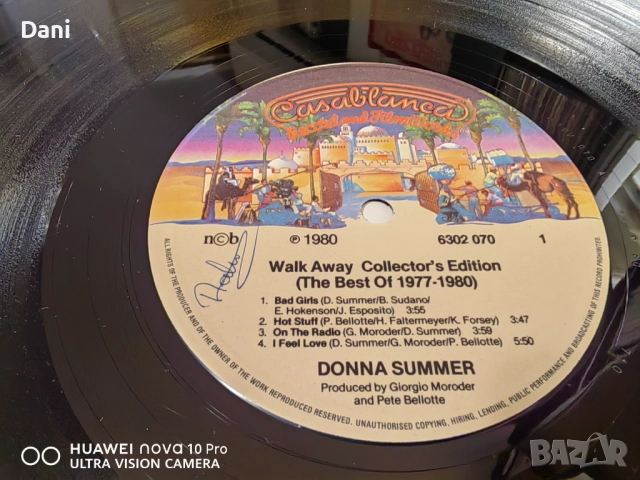 Dani
Casablanca
Record and FilmWorks
n©b
℗ 1980
6302 070
1
Walk Away Collector's Edition
(The Best Of 1977-1980)
1. Bad Girls (D. Summer/B. Sudano/
E. Hokenson/J. Esposito) 3:55
2. Hot Stuff (P. Bellotte/H. Faltermeyer/K. Forsey) 3:47
3. On The Radio (G. Moroder/D. Summer) 3:59
4. I Feel Love (D. Summer/G. Moroder/P. Bellotte) 5:50
DONNA SUMMER
Produced by Giorgio Moroder
and Pete Bellotte
ALL RIGHTS OF THE PRODUCER AND OF THE OWNER OF THE WORK REPRODUCED RESERVED. UNAUTHORISED COPYING, HIRING, LENDING, PUBLIC PERFORMANCE AND BROADCASTING OF THIS RECORD PROHIBITED.
HUAWEI nova 10 Pro
ULTRA VISION CAMERA
BAZAR